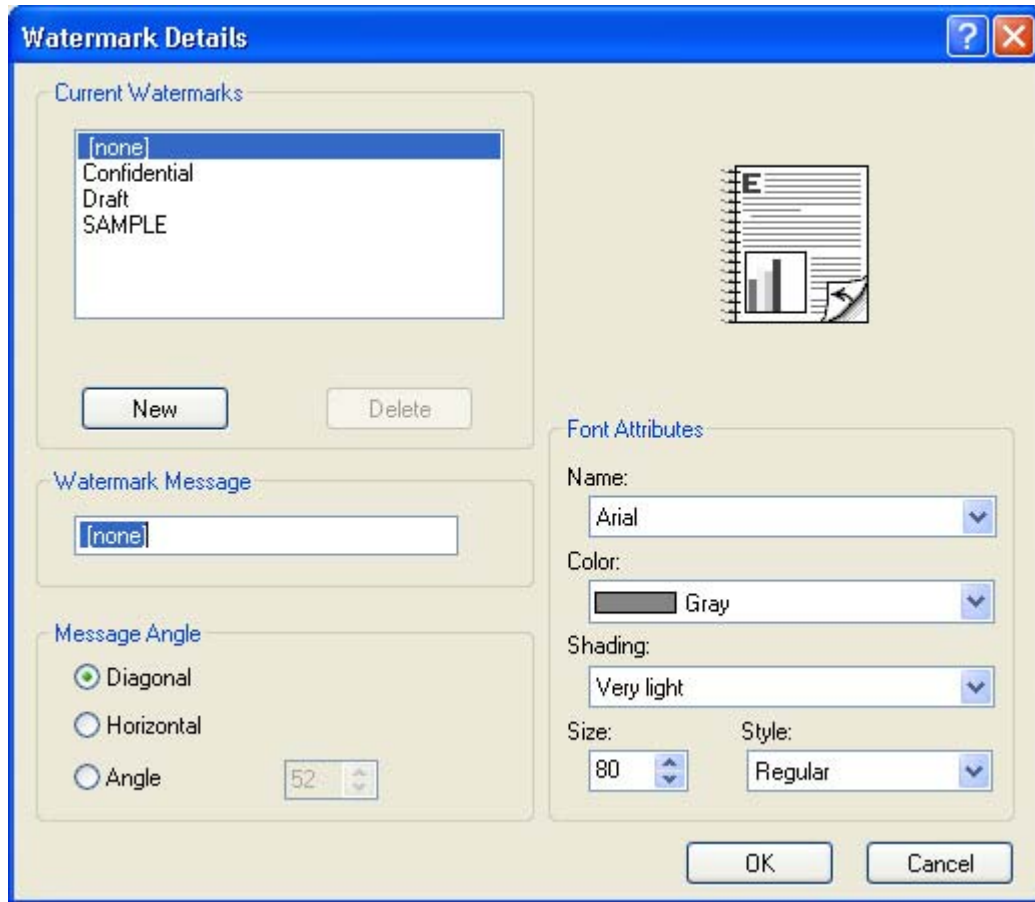 Watermark Details
Current Watermarks
[none]
Confidential
Draft
SAMPLE
New Delete
Watermark Message
[none]
Message Angle
Diagonal
Horizontal
Angle 52
E
Font Attributes
Name:
Arial
Color:
Gray
Shading:
Very light
Size: Style:
80 Regular
OK Cancel